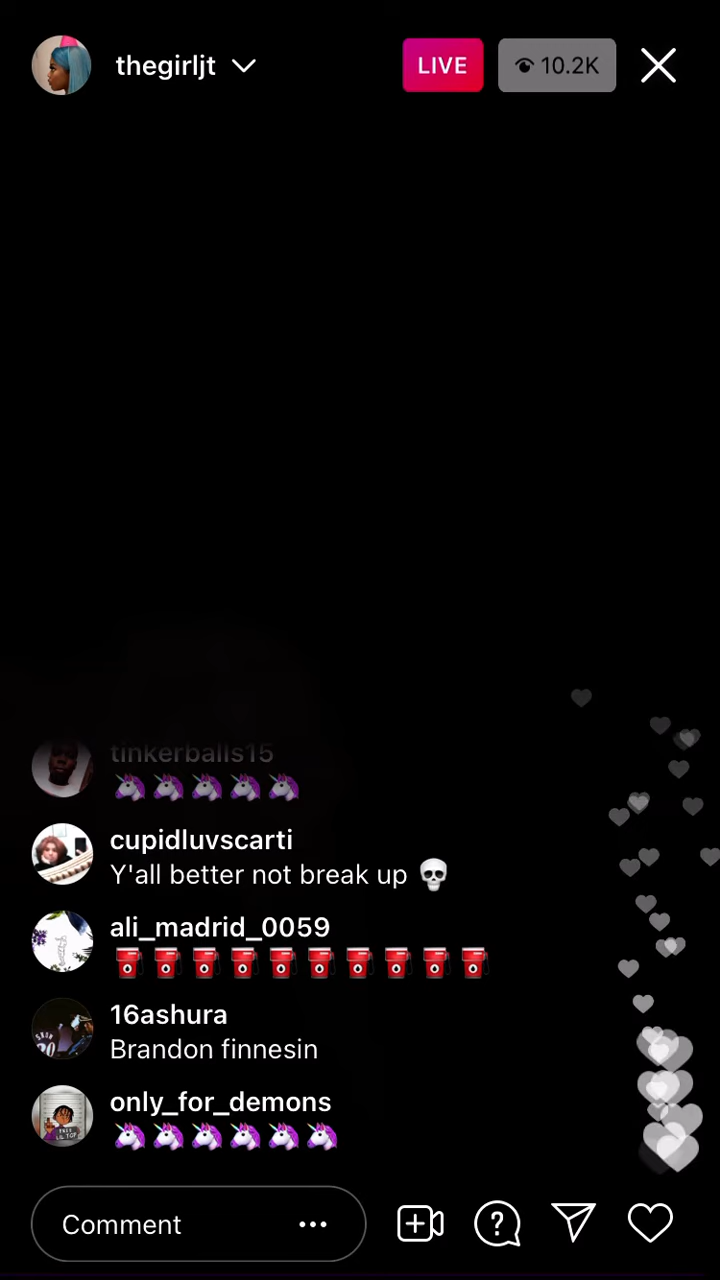 thegirljt
LIVE
10.2K
tinkerballs15
🦄🦄🦄🦄🦄
cupidluvscarti
Y'all better not break up 💀
ali_madrid_0059
⛽⛽⛽⛽⛽⛽⛽⛽⛽⛽
16ashura
Brandon finnesin
only_for_demons
🦄🦄🦄🦄🦄🦄
Comment